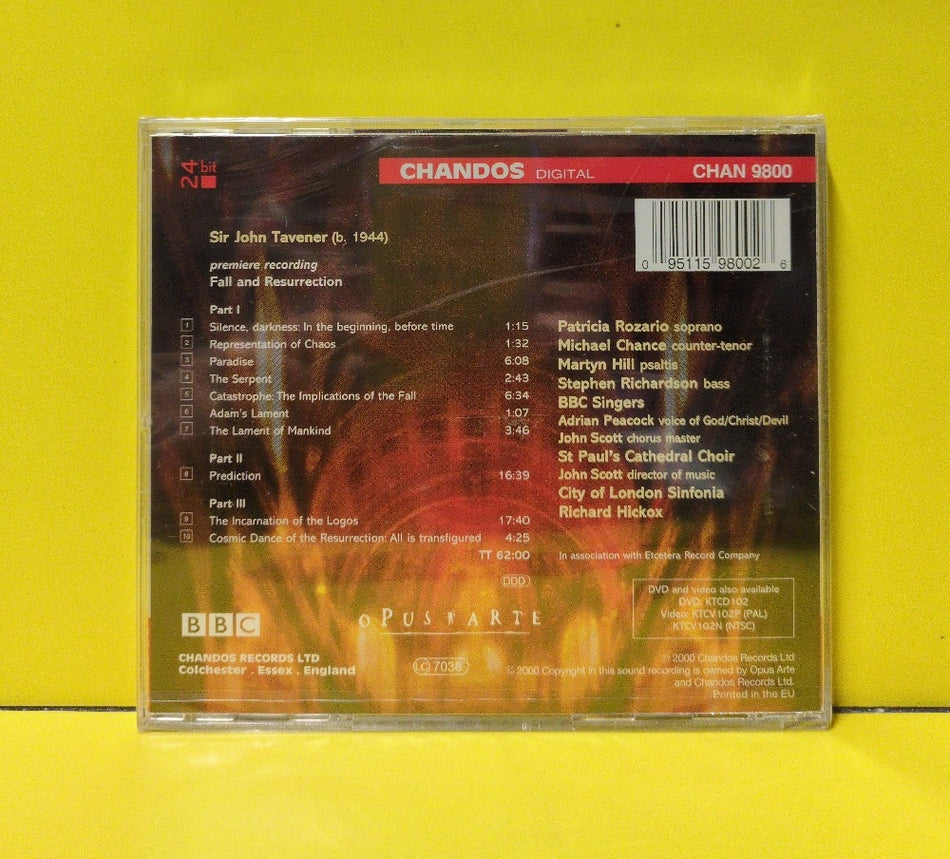 24 bit
CHANDOS DIGITAL CHAN 9800
0 95115 98002 6
Sir John Tavener (b. 1944)
premiere recording
Fall and Resurrection
Part I
1 Silence, darkness: In the beginning, before time 1:15
2 Representation of Chaos 1:32
3 Paradise 6:08
4 The Serpent 2:43
5 Catastrophe: The Implications of the Fall 6:34
6 Adam's Lament 1:07
7 The Lament of Mankind 3:46
Part II
8 Prediction 16:39
Part III
9 The Incarnation of the Logos 17:40
10 Cosmic Dance of the Resurrection: All is transfigured 4:25
TT 62:00
DDD
Patricia Rozario soprano
Michael Chance counter-tenor
Martyn Hill psaltis
Stephen Richardson bass
BBC Singers
Adrian Peacock voice of God/Christ/Devil
John Scott chorus master
St Paul's Cathedral Choir
John Scott director of music
City of London Sinfonia
Richard Hickox
In association with Etcetera Record Company
DVD and video also available
DVD: KTCD102
Video: KTCV102P (PAL)
KTCV102N (NTSC)
BBC
OPUS ARTE
CHANDOS RECORDS LTD
Colchester . Essex . England
LC 7038
℗ 2000 Chandos Records Ltd
© 2000 Copyright in this sound recording is owned by Opus Arte
and Chandos Records Ltd.
Printed in the EU